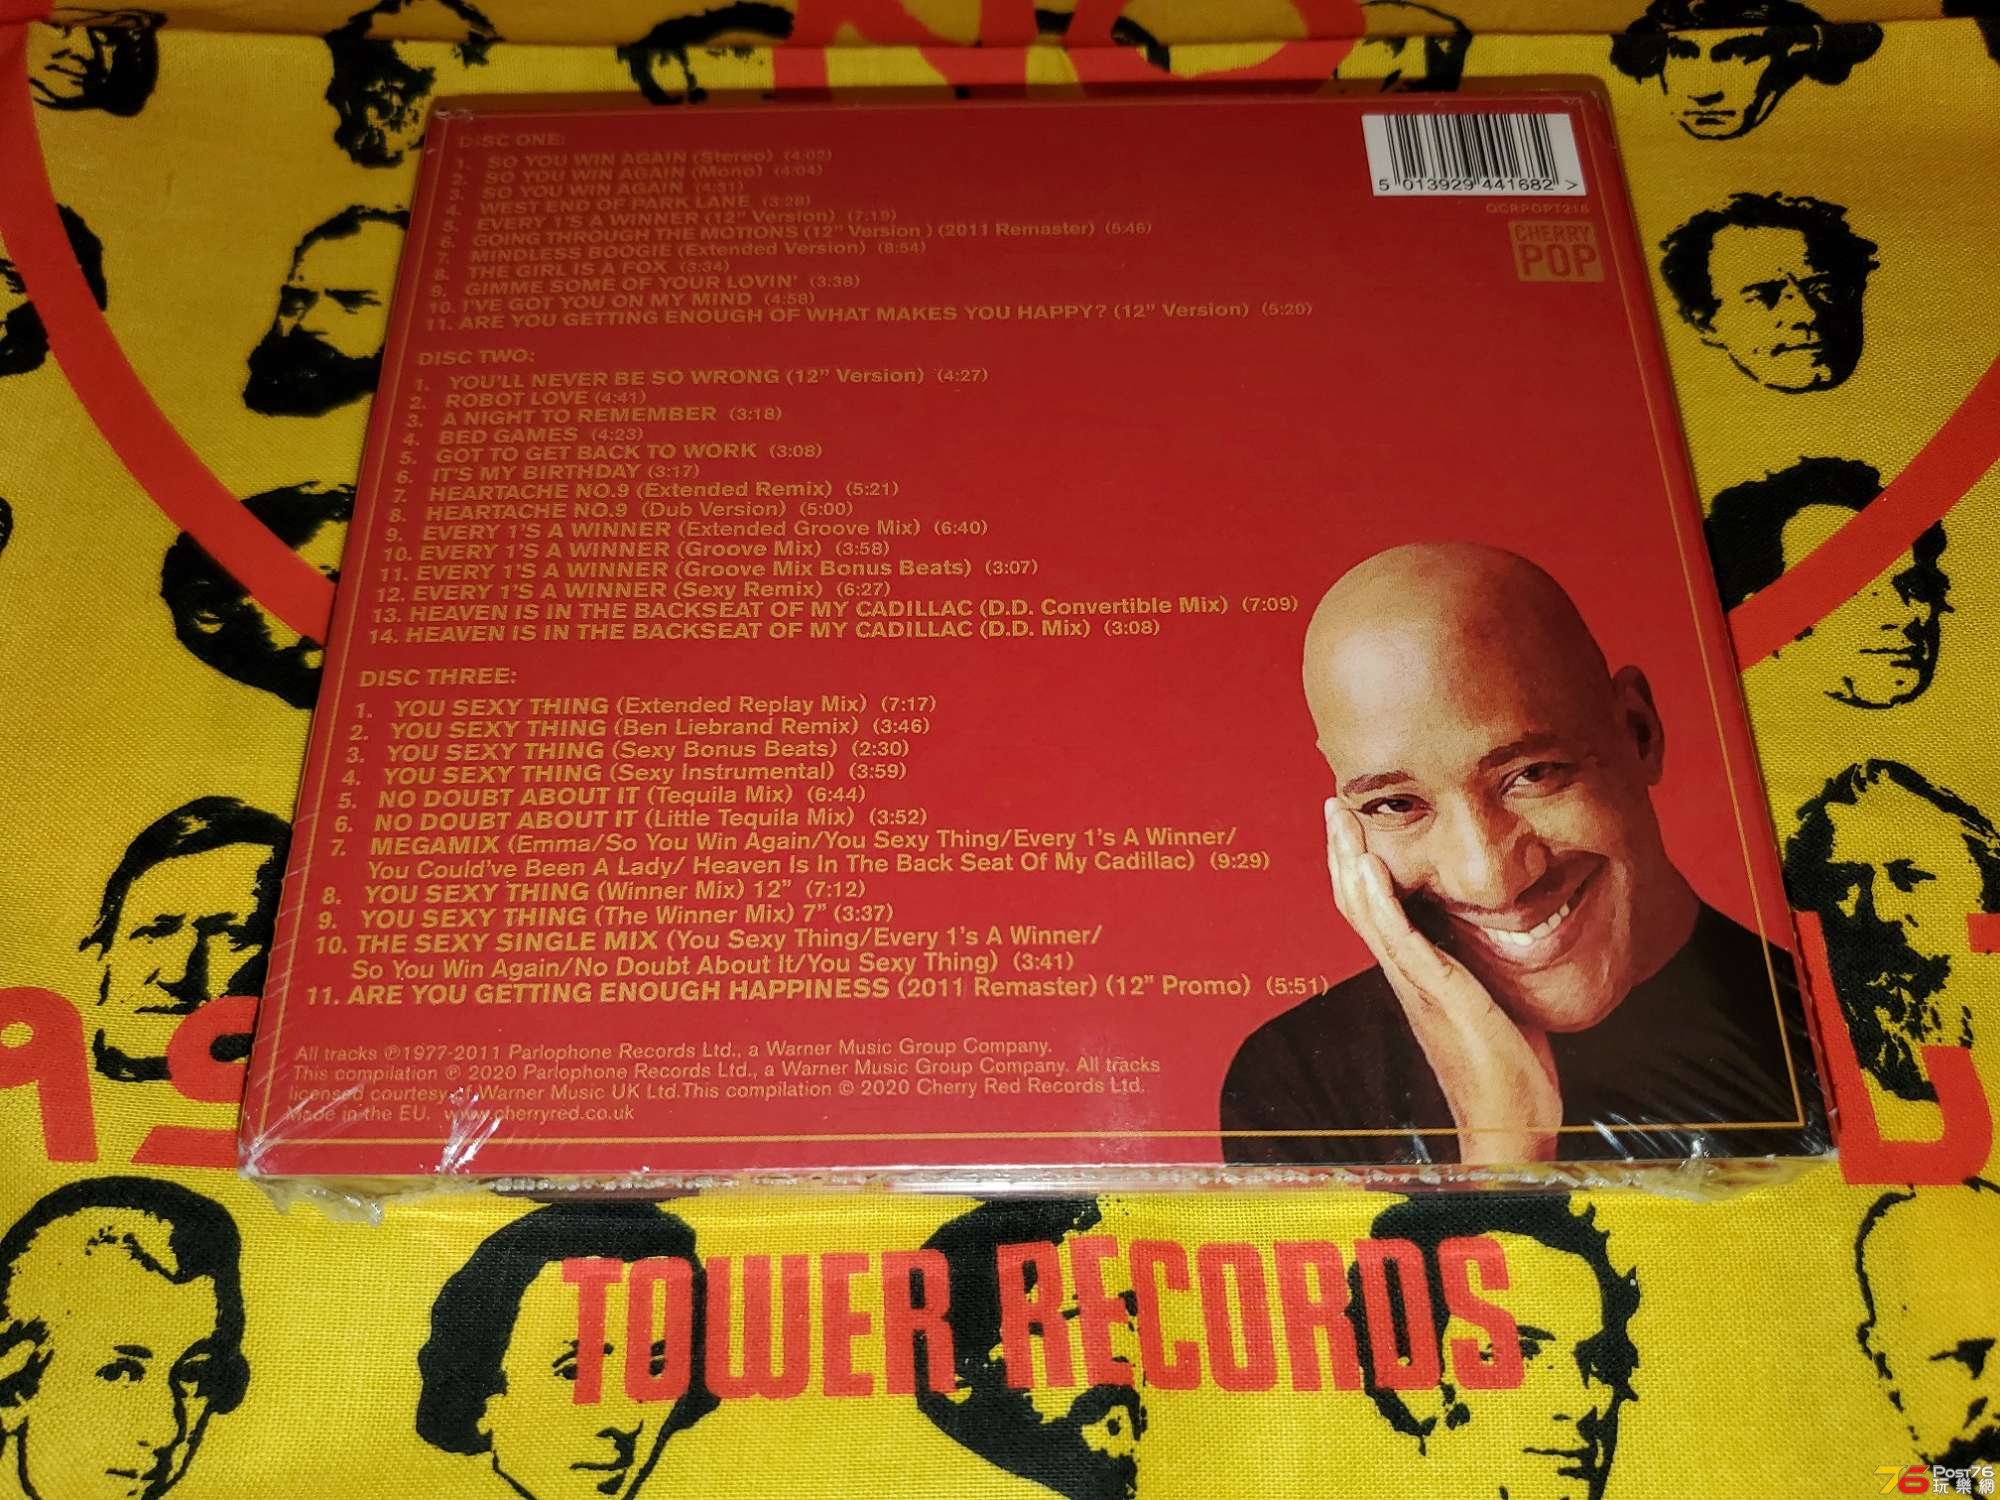 NO
DISC ONE:
1. SO YOU WIN AGAIN (Stereo) (4:02)
2. SO YOU WIN AGAIN (Mono) (4:04)
3. SO YOU WIN AGAIN (4:31)
4. WEST END OF PARK LANE (3:28)
5. EVERY 1'S A WINNER (12" Version) (7:15)
6. GOING THROUGH THE MOTIONS (12" Version ) (2011 Remaster) (5:46)
7. MINDLESS BOOGIE (Extended Version) (8:54)
8. THE GIRL IS A FOX (3:34)
9. GIMME SOME OF YOUR LOVIN' (3:38)
10. I'VE GOT YOU ON MY MIND (4:58)
11. ARE YOU GETTING ENOUGH OF WHAT MAKES YOU HAPPY? (12" Version) (5:20)
5 013929 441682 >
QCRPOPT216
CHERRY
POP
DISC TWO:
1. YOU'LL NEVER BE SO WRONG (12" Version) (4:27)
2. ROBOT LOVE (4:41)
3. A NIGHT TO REMEMBER (3:18)
4. BED GAMES (4:23)
5. GOT TO GET BACK TO WORK (3:08)
6. IT'S MY BIRTHDAY (3:17)
7. HEARTACHE NO.9 (Extended Remix) (5:21)
8. HEARTACHE NO.9 (Dub Version) (5:00)
9. EVERY 1'S A WINNER (Extended Groove Mix) (6:40)
10. EVERY 1'S A WINNER (Groove Mix) (3:58)
11. EVERY 1'S A WINNER (Groove Mix Bonus Beats) (3:07)
12. EVERY 1'S A WINNER (Sexy Remix) (6:27)
13. HEAVEN IS IN THE BACKSEAT OF MY CADILLAC (D.D. Convertible Mix) (7:09)
14. HEAVEN IS IN THE BACKSEAT OF MY CADILLAC (D.D. Mix) (3:08)
DISC THREE:
1. YOU SEXY THING (Extended Replay Mix) (7:17)
2. YOU SEXY THING (Ben Liebrand Remix) (3:46)
3. YOU SEXY THING (Sexy Bonus Beats) (2:30)
4. YOU SEXY THING (Sexy Instrumental) (3:59)
5. NO DOUBT ABOUT IT (Tequila Mix) (6:44)
6. NO DOUBT ABOUT IT (Little Tequila Mix) (3:52)
7. MEGAMIX (Emma/So You Win Again/You Sexy Thing/Every 1's A Winner/
You Could've Been A Lady/ Heaven Is In The Back Seat Of My Cadillac) (9:29)
8. YOU SEXY THING (Winner Mix) 12" (7:12)
9. YOU SEXY THING (The Winner Mix) 7" (3:37)
10. THE SEXY SINGLE MIX (You Sexy Thing/Every 1's A Winner/
So You Win Again/No Doubt About It/You Sexy Thing) (3:41)
11. ARE YOU GETTING ENOUGH HAPPINESS (2011 Remaster) (12" Promo) (5:51)
All tracks ℗1977-2011 Parlophone Records Ltd., a Warner Music Group Company.
This compilation ℗ 2020 Parlophone Records Ltd., a Warner Music Group Company. All tracks
licensed courtesy of Warner Music UK Ltd.This compilation © 2020 Cherry Red Records Ltd.
Made in the EU. www.cherryred.co.uk
TOWER RECORDS
76 POST76
玩樂網